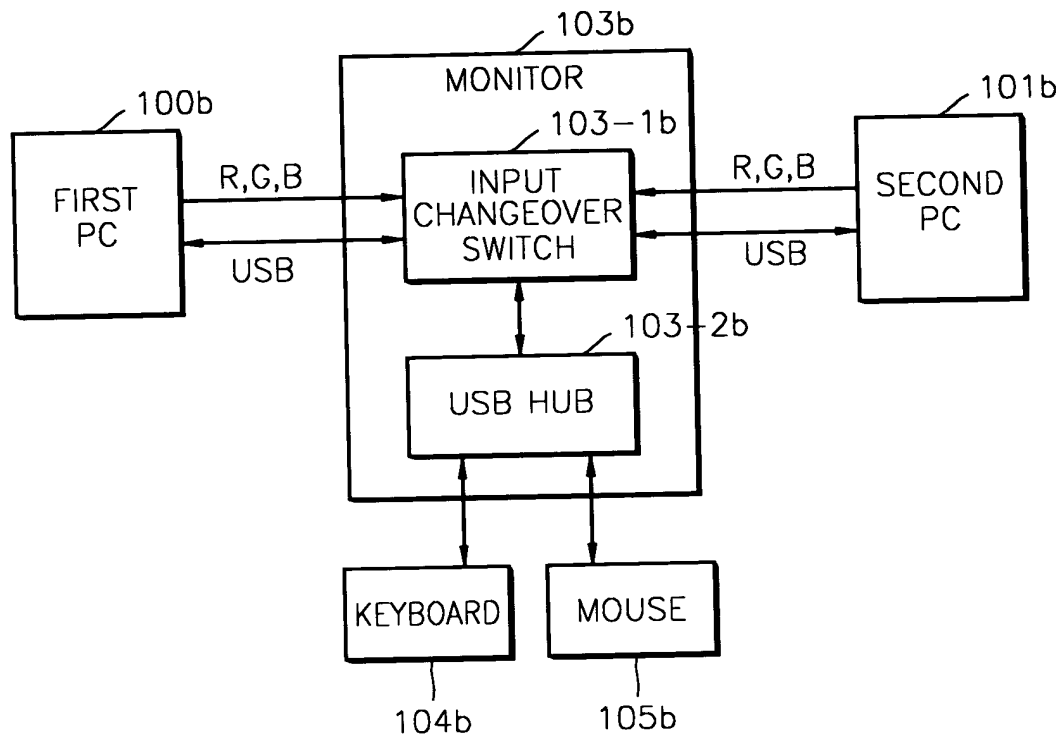 103b
MONITOR
100b
101b
103-1b
FIRST
PC
R,G,B
USB
INPUT
CHANGEOVER
SWITCH
R,G,B
USB
SECOND
PC
103-2b
USB HUB
KEYBOARD
MOUSE
104b
105b